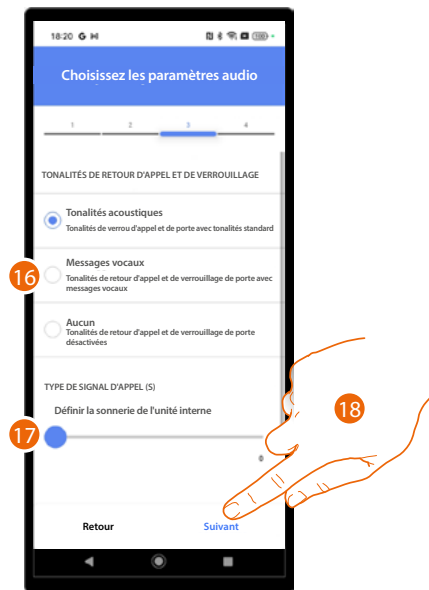 18:20 G
100
Choisissez les paramètres audio
1 2 3 4
TONALITÉS DE RETOUR D'APPEL ET DE VERROUILLAGE
Tonalités acoustiques
Tonalités de verrou d'appel et de porte avec tonalités standard
16
Messages vocaux
Tonalités de retour d'appel et de verrouillage de porte avec
messages vocaux
Aucun
Tonalités de retour d'appel et de verrouillage de porte
désactivées
TYPE DE SIGNAL D'APPEL (S)
Définir la sonnerie de l'unité interne
17
18
Retour
Suivant